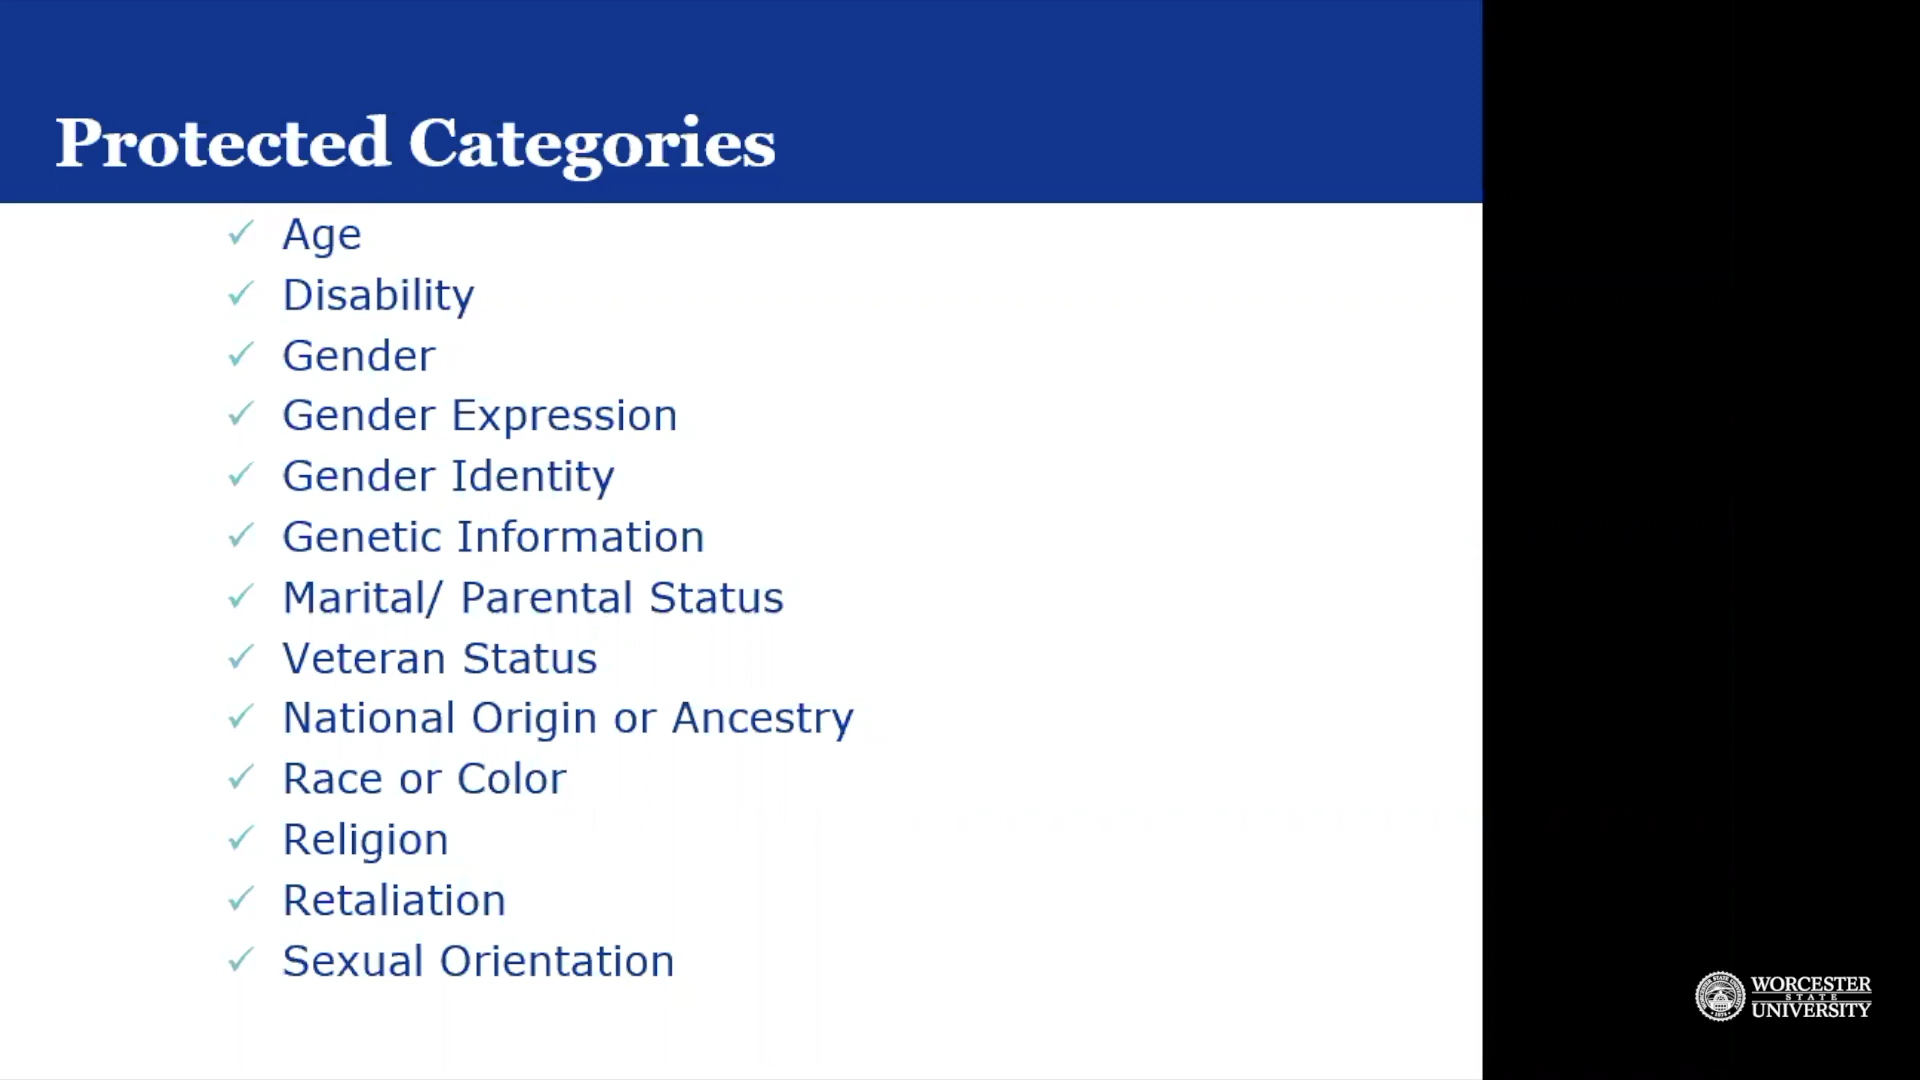 Protected Categories
✓ Age
✓ Disability
✓ Gender
✓ Gender Expression
✓ Gender Identity
✓ Genetic Information
✓ Marital/ Parental Status
✓ Veteran Status
✓ National Origin or Ancestry
✓ Race or Color
✓ Religion
✓ Retaliation
✓ Sexual Orientation
WORCESTER
STATE
UNIVERSITY